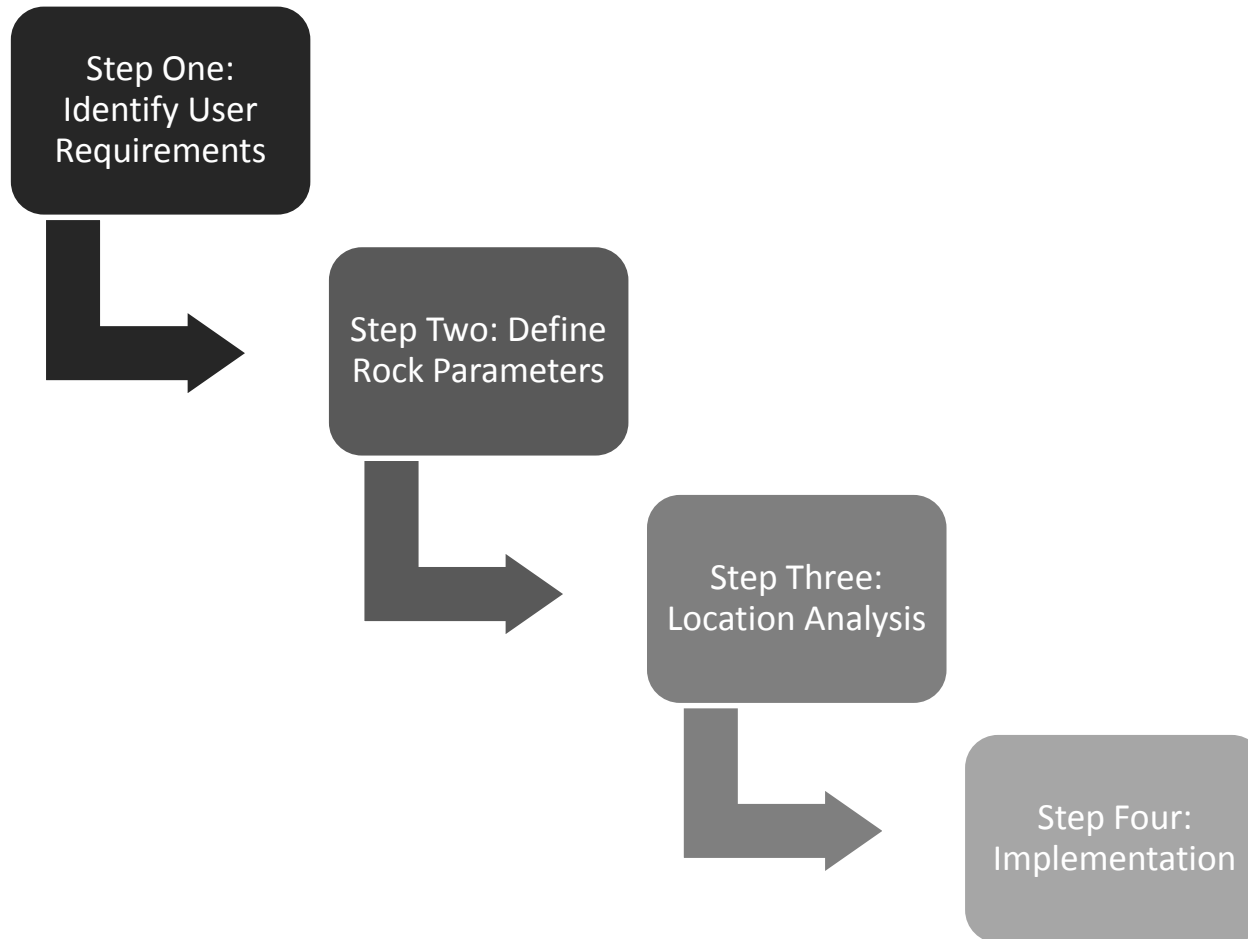 Step One:
Identify User
Requirements
Step Two: Define
Rock Parameters
Step Three:
Location Analysis
Step Four:
Implementation